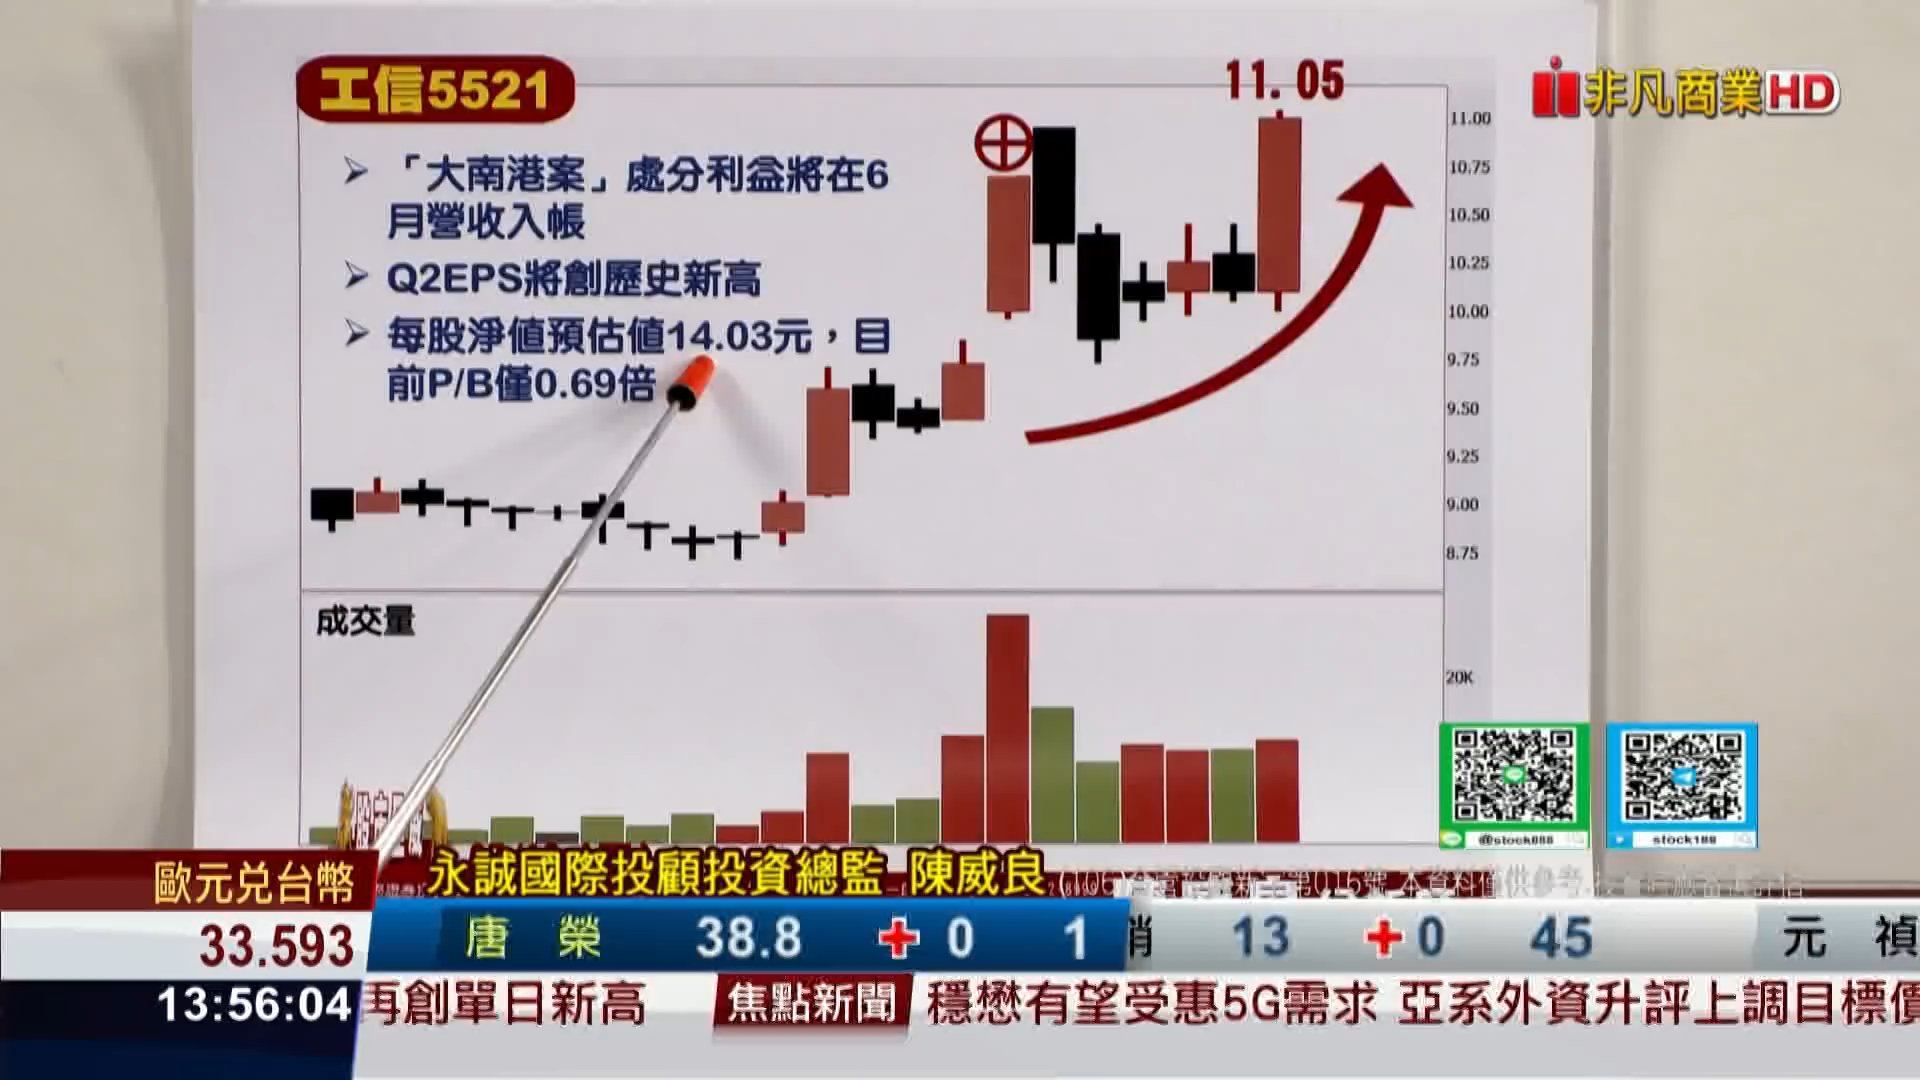 工信5521
11.05
非凡商業HD
「大南港案」處分利益將在6
月營收入帳
Q2EPS將創歷史新高
每股淨值預估值14.03元，目
前P/B僅0.69倍
11.00
10.75
10.50
10.25
10.00
9.75
9.50
9.25
9.00
8.75
成交量
20K
@stock888
stock188
歐元兌台幣
永誠國際投顧投資總監 陳威良
本資料僅供參考
33.593
唐榮 38.8 0 1
13 0 45 元禎
13:56:04
再創單日新高 焦點新聞 穩懋有望受惠5G需求 亞系外資升評上調目標價